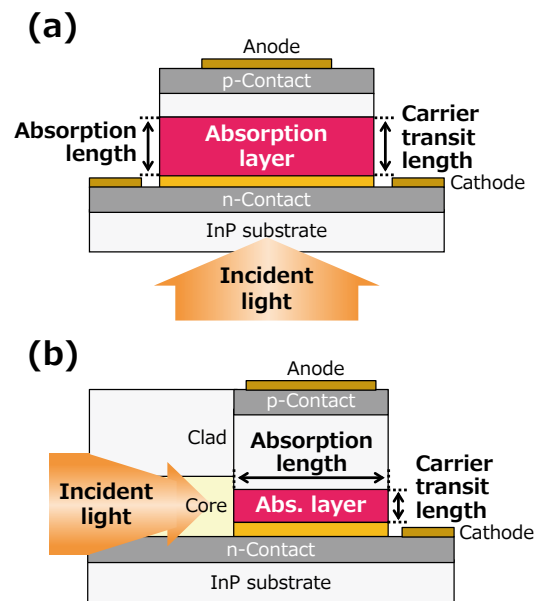 (a)
Anode
p-Contact
Absorption
length
Absorption
layer
Carrier
transit
length
Cathode
n-Contact
InP substrate
Incident
light
(b)
Anode
p-Contact
Clad
Absorption
length
Incident
light
Core
Abs. layer
Carrier
transit
length
Cathode
n-Contact
InP substrate